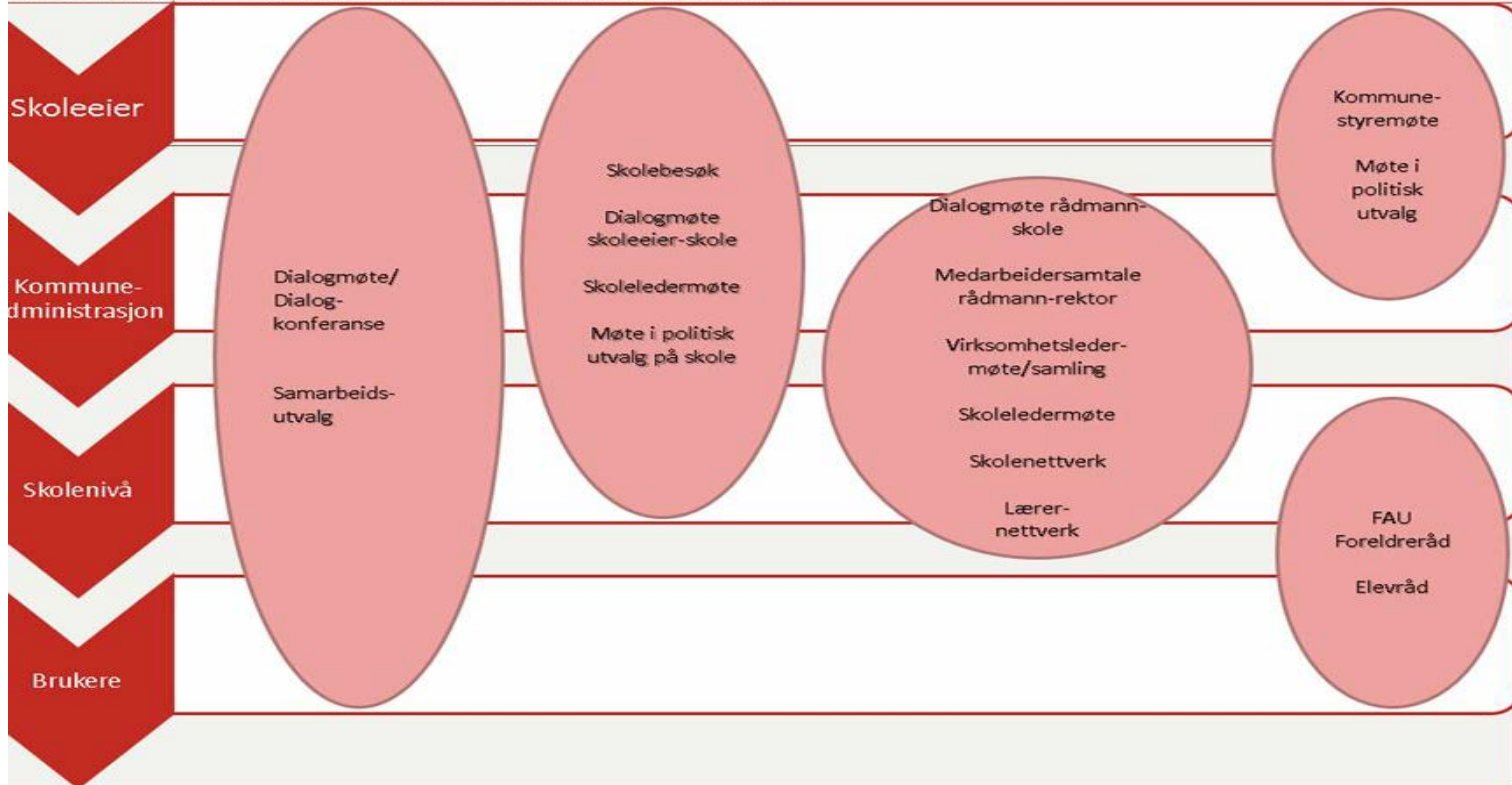 Skoleeier
Kommune-
dministrasjon
Skolenivå
Brukere
Dialogmøte/
Dialog-
konferanse
Samarbeids-
utvalg
Skolebesøk
Dialogmøte
skoleeier-skole
Skoleledermøte
Møte i politisk
utvalg på skole
Dialogmøte rådmann-
skole
Medarbeidersamtale
rådmann-rektor
Virksomhetsleder-
møte/samling
Skoleledermøte
Skolenettverk
Lærer-
nettverk
Kommune-
styremøte
Møte i
politisk
utvalg
FAU
Foreldreråd
Elevråd